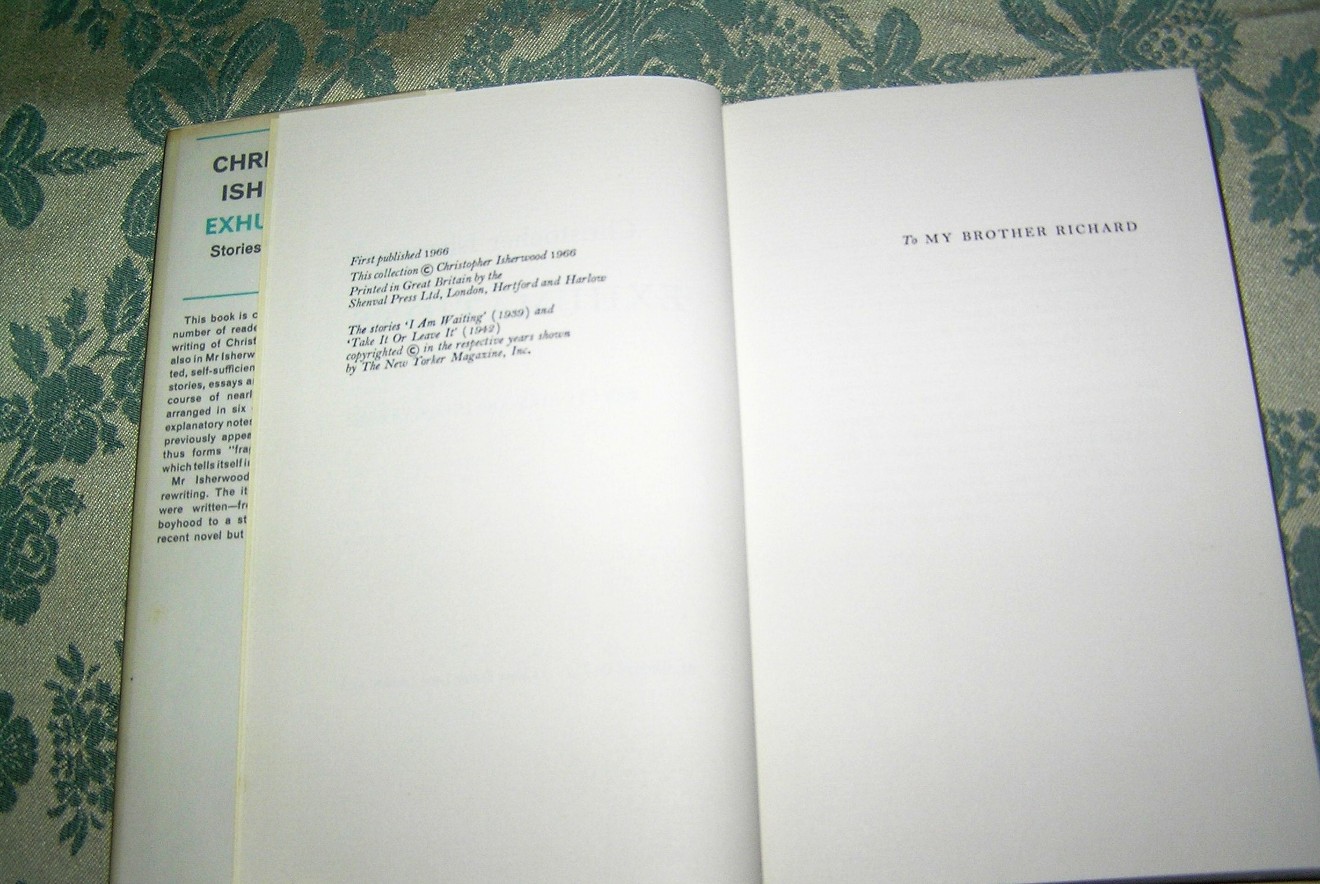 CHRI
ISH
EXHU
Stories
This book is c
number of reade
writing of Christ
also in Mr Isherw
ted, self-sufficien
stories, essays a
course of nearl
arranged in six
explanatory note
previously appea
thus forms "fra
which tells itself i
Mr Isherwood
rewriting. The it
were written—fr
boyhood to a st
recent novel but
First published 1966
This collection © Christopher Isherwood 1966
Printed in Great Britain by the
Shenval Press Ltd, London, Hertford and Harlow
The stories 'I Am Waiting' (1939) and
'Take It Or Leave It' (1942)
copyrighted © in the respective years shown
by The New Yorker Magazine, Inc.
To MY BROTHER RICHARD